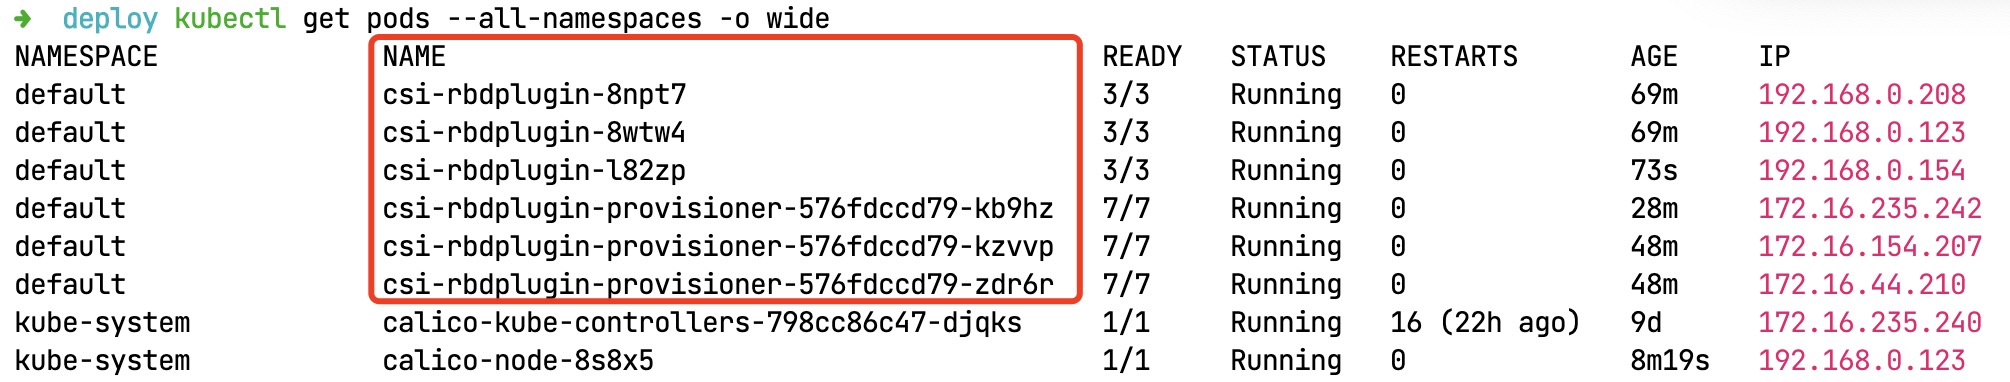 ➜  deploy kubectl get pods --all-namespaces -o wide
NAMESPACE NAME READY STATUS RESTARTS AGE IP
default csi-rbdplugin-8npt7 3/3 Running 0 69m 192.168.0.208
default csi-rbdplugin-8wtw4 3/3 Running 0 69m 192.168.0.123
default csi-rbdplugin-l82zp 3/3 Running 0 73s 192.168.0.154
default csi-rbdplugin-provisioner-576fdccd79-kb9hz 7/7 Running 0 28m 172.16.235.242
default csi-rbdplugin-provisioner-576fdccd79-kzvvp 7/7 Running 0 48m 172.16.154.207
default csi-rbdplugin-provisioner-576fdccd79-zdr6r 7/7 Running 0 48m 172.16.44.210
kube-system calico-kube-controllers-798cc86c47-djqks 1/1 Running 16 (22h ago) 9d 172.16.235.240
kube-system calico-node-8s8x5 1/1 Running 0 8m19s 192.168.0.123